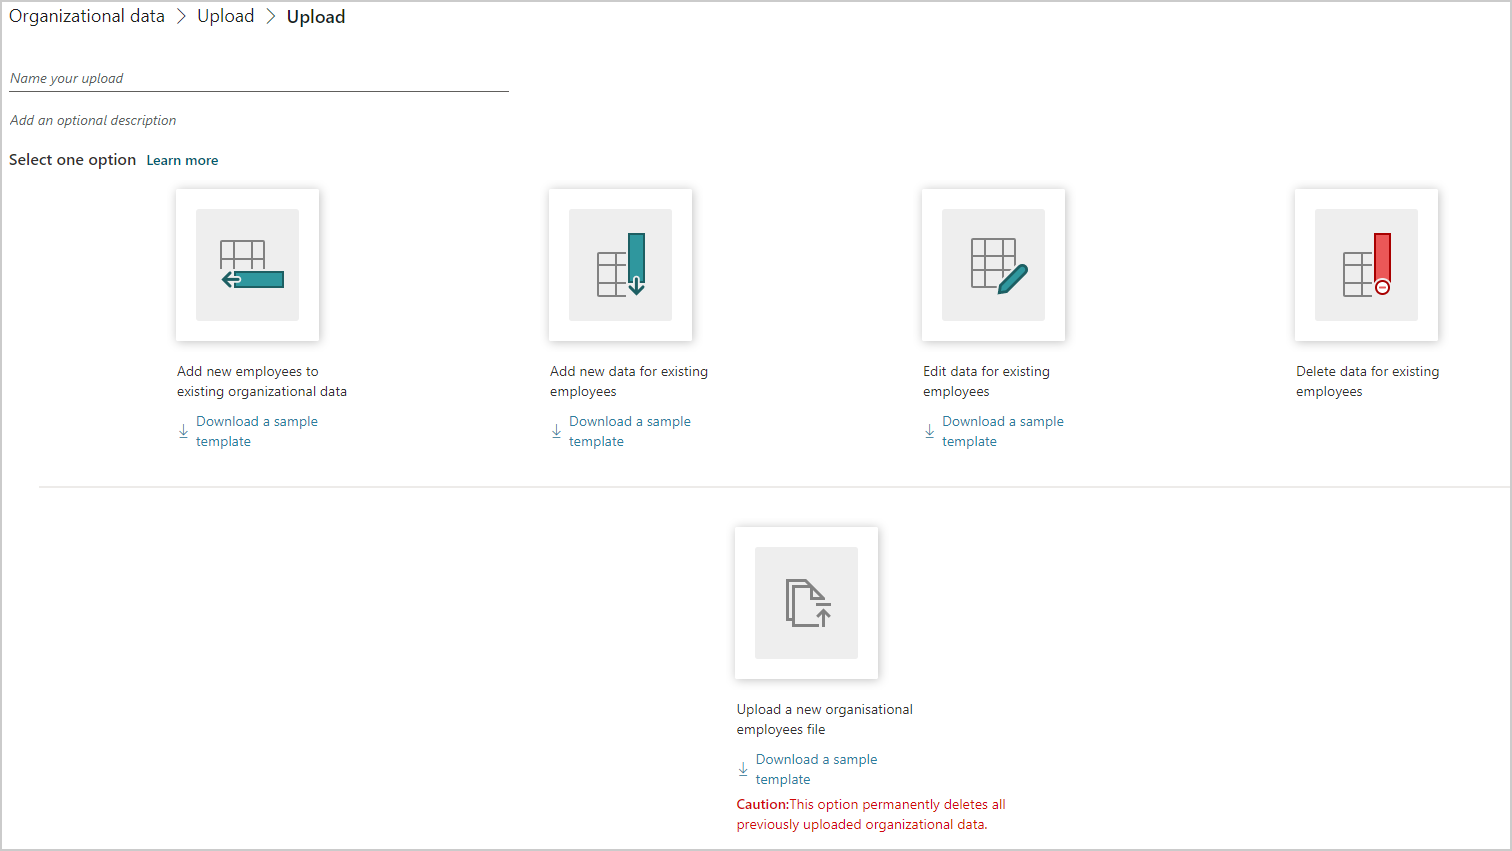 Organizational data > Upload > Upload
Name your upload
Add an optional description
Select one option Learn more
Add new employees to
existing organizational data
Download a sample
template
Add new data for existing
employees
Download a sample
template
Edit data for existing
employees
Download a sample
template
Delete data for existing
employees
Upload a new organisational
employees file
Download a sample
template
Caution:This option permanently deletes all
previously uploaded organizational data.